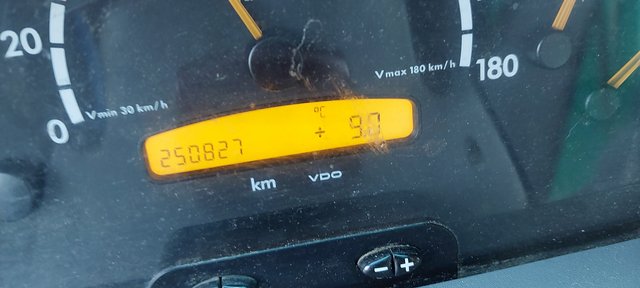 20
Vmin 30 km/h
0
Vmax 180 km/h
180
°C
250827 ÷ 9.0
km VDO
- +